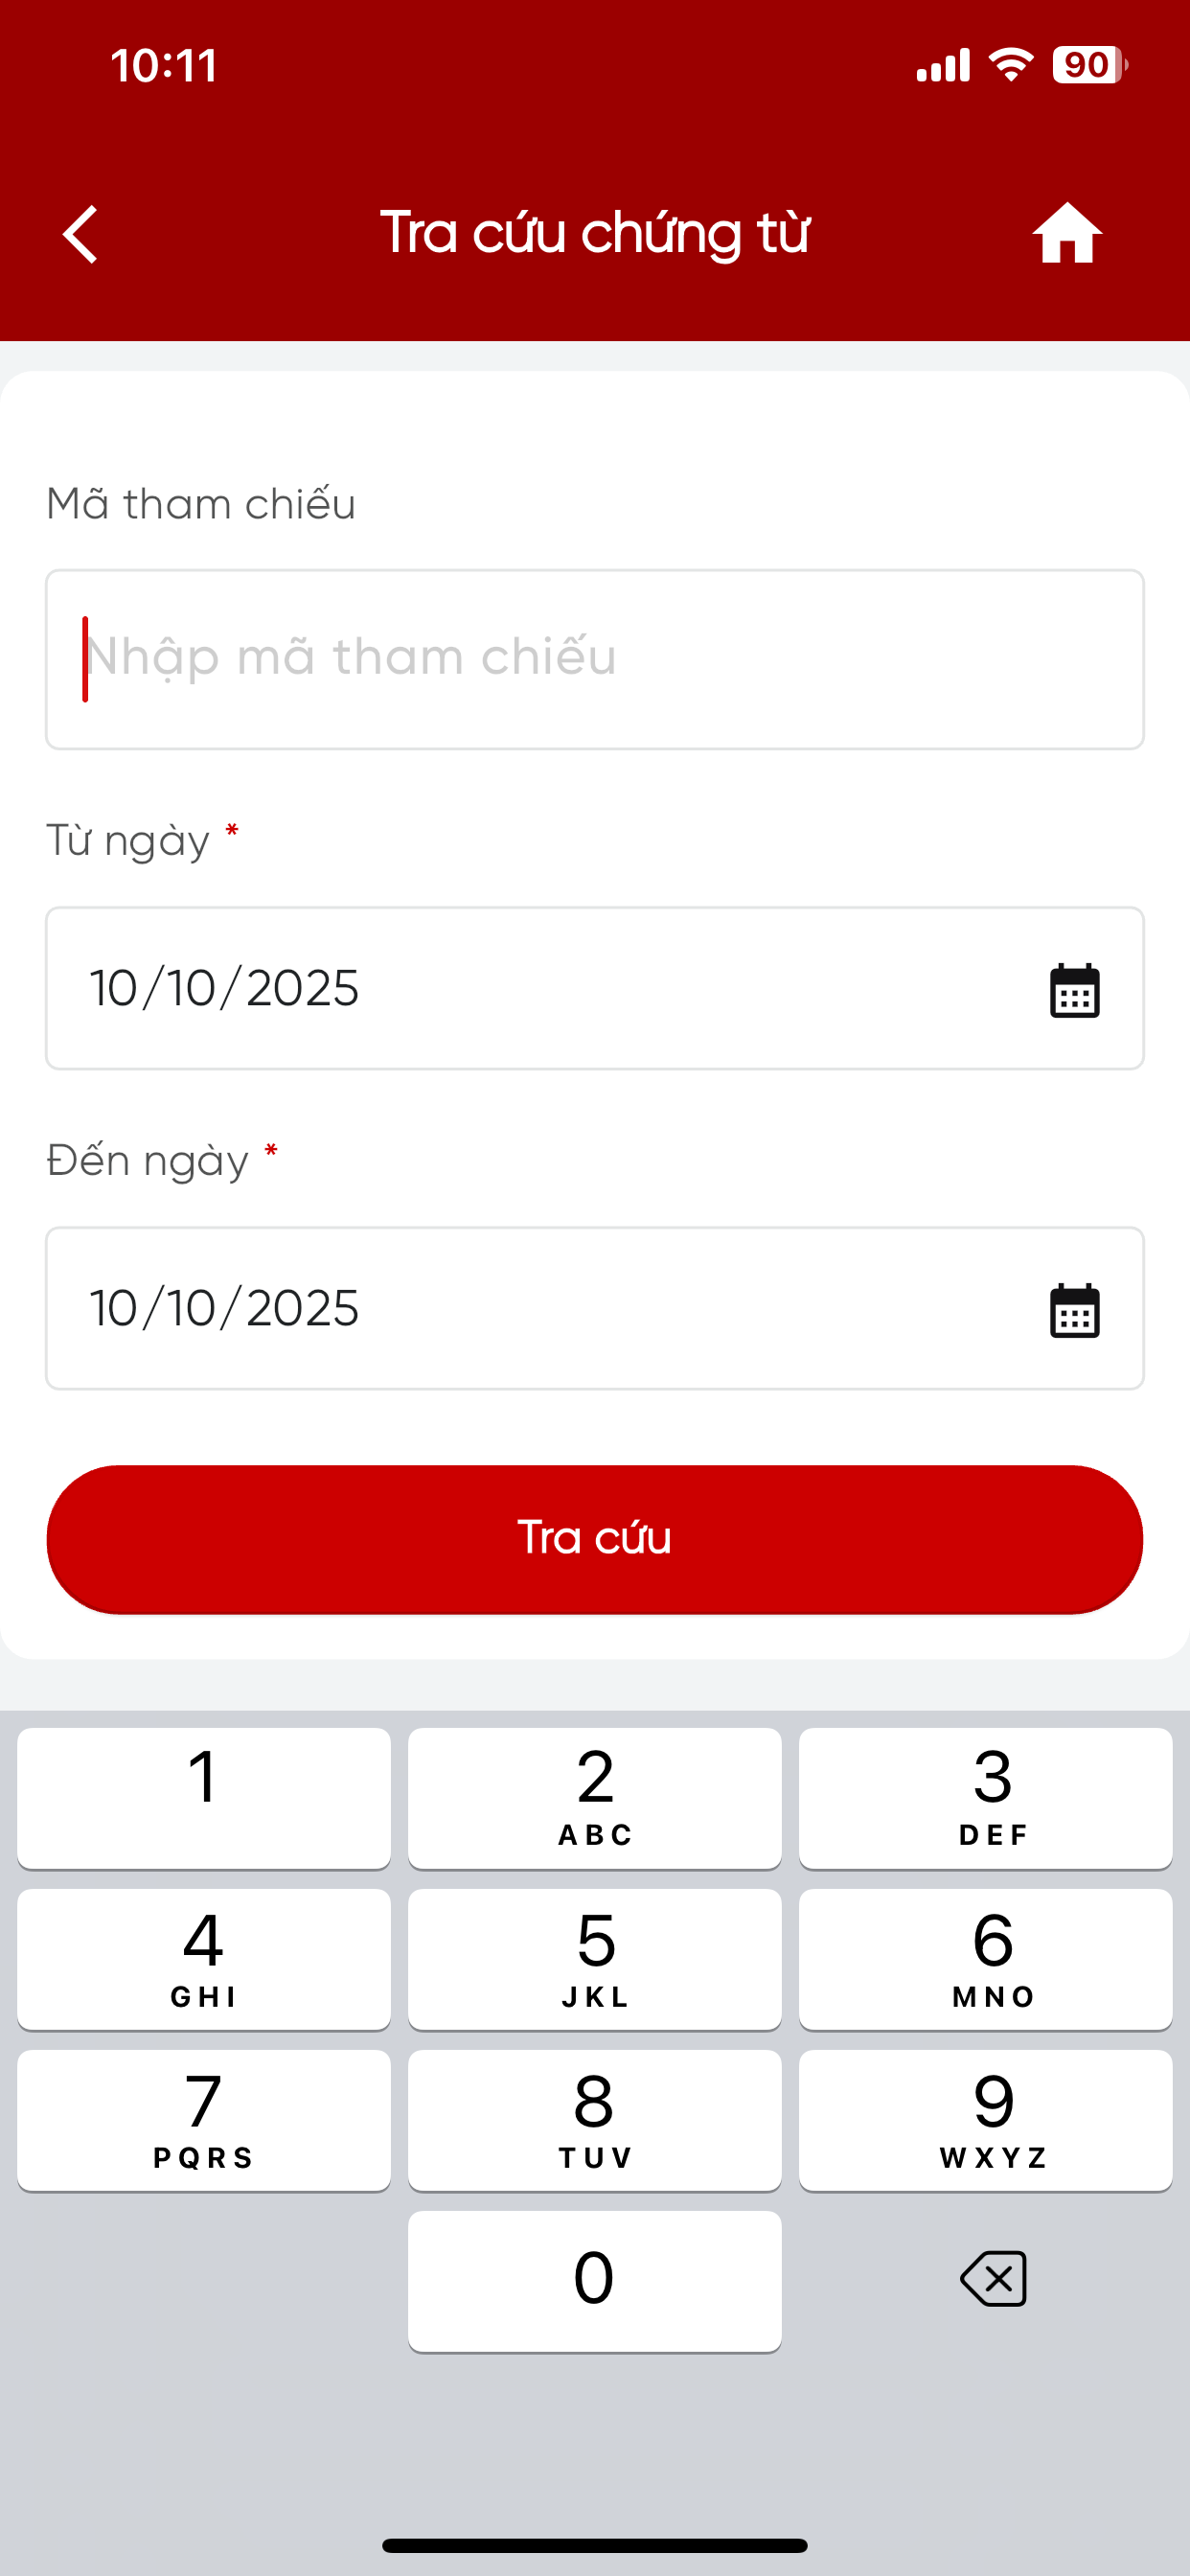 10:11
90
Tra cứu chứng từ
Mã tham chiếu
Nhập mã tham chiếu
Từ ngày *
10/10/2025
Đến ngày *
10/10/2025
Tra cứu
1
2
ABC
3
DEF
4
GHI
5
JKL
6
MNO
7
PQRS
8
TUV
9
WXYZ
0